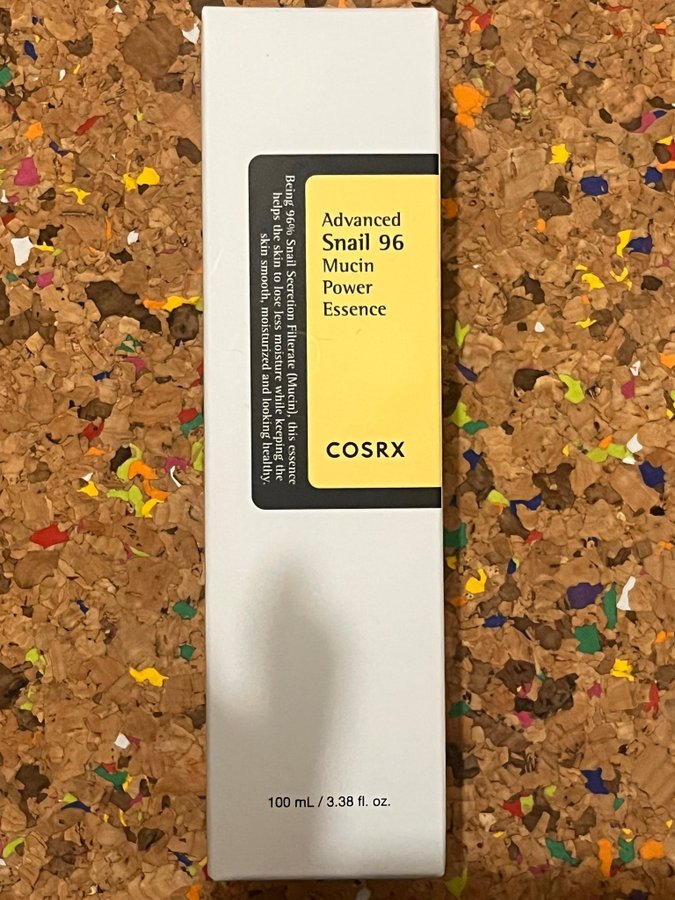 Advanced
Snail 96
Mucin
Power
Essence
COSRX
Being 96% Snail Secretion Filterate (Mucin), this essence
helps the skin to lose less moisture while keeping the
skin smooth, moisturized and looking healthy.
100 mL / 3.38 fl. oz.